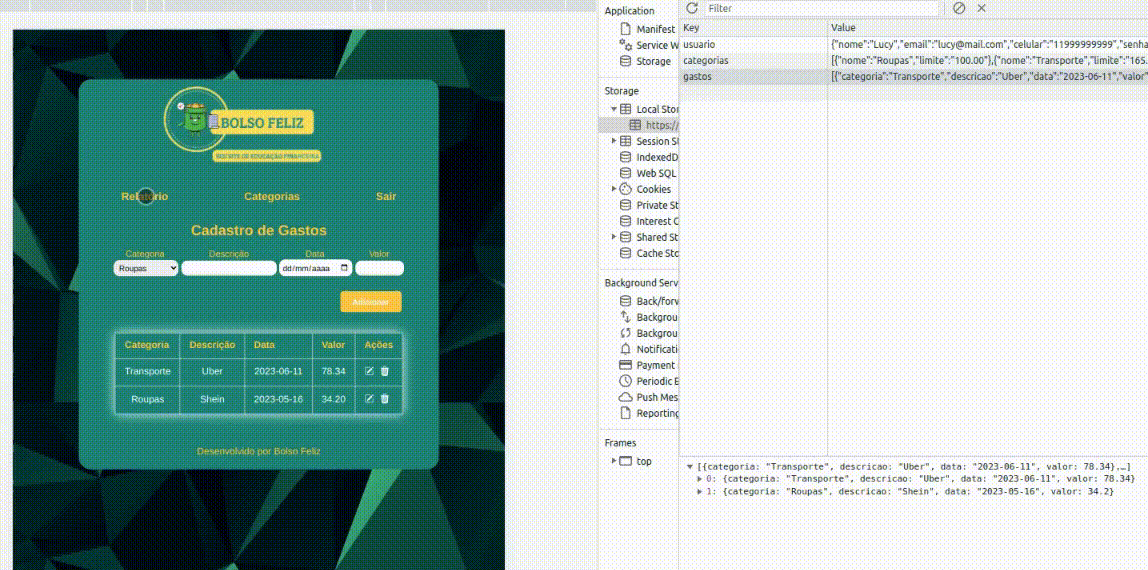 BOLSO FELIZ
Relatório Categorias Sair
Cadastro de Gastos
Categoria Descrição Data Valor
Roupas dd/mm/aaaa
Adicionar
Categoria Descrição Data Valor Ações
Transporte Uber 2023-06-11 78.34
Roupas Shein 2023-05-16 34.20
Desenvolvido por Bolso Feliz
Application
Manifest
Service W
Storage
Storage
Local Stor
https://
Session S
IndexedD
Web SQL
Cookies
Private St
Interest G
Shared St
Cache Sto
Background Serv
Back/forw
Backgrou
Backgrou
Notificati
Payment
Periodic B
Push Mes
Reporting
Frames
top
Filter
Key Value
usuario {"nome":"Lucy","email":"lucy@mail.com","celular":"11999999999","senha
categorias [{"nome":"Roupas","limite":"100.00"},{"nome":"Transporte","limite":"165.
gastos [{"categoria":"Transporte","descricao":"Uber","data":"2023-06-11","valor"
[{categoria: "Transporte", descricao: "Uber", data: "2023-06-11", valor: 78.34},…]
0: {categoria: "Transporte", descricao: "Uber", data: "2023-06-11", valor: 78.34}
1: {categoria: "Roupas", descricao: "Shein", data: "2023-05-16", valor: 34.2}